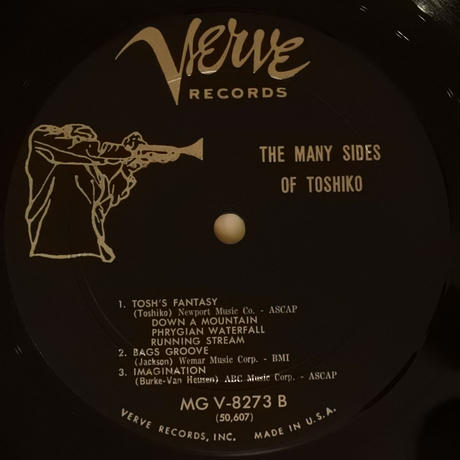 Verve
RECORDS
THE MANY SIDES
OF TOSHIKO
1. TOSH'S FANTASY
(Toshiko) Newport Music Co. - ASCAP
DOWN A MOUNTAIN
PHRYGIAN WATERFALL
RUNNING STREAM
2. BAGS GROOVE
(Jackson) Wemar Music Corp. - BMI
3. IMAGINATION
(Burke-Van Heusen) ABC Music Corp. - ASCAP
MG V-8273 B
(50,607)
VERVE RECORDS, INC. MADE IN U.S.A.